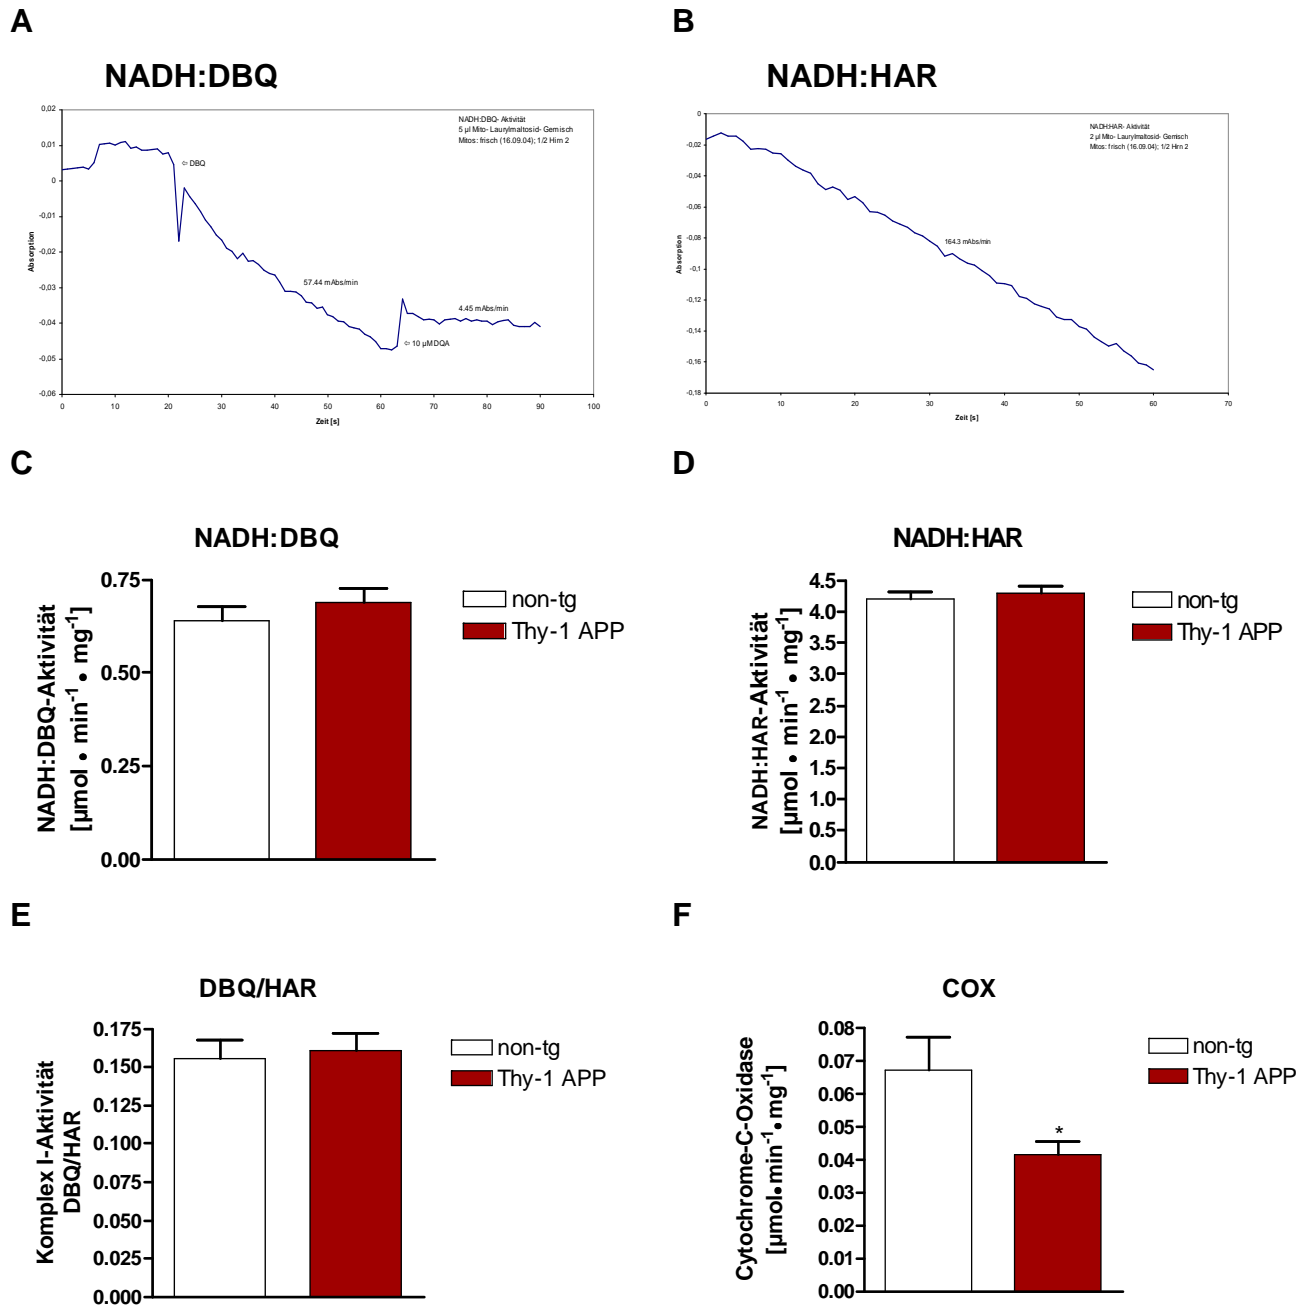 A
NADH:DBQ
0,02
0,01
0
-0,01
-0,02
-0,03
-0,04
-0,05
-0,06
Absorption
0 10 20 30 40 50 60 70 80 90 100
Zeit [s]
NADH:DBQ- Aktivität
5 µl Mito- Laurylmaltosid- Gemisch
Mitos: frisch (16.09.04); 1/2 Hirn 2
⇦ DBQ
57.44 mAbs/min
4.45 mAbs/min
⇦ 10 µM DQA
B
NADH:HAR
0
-0,02
-0,04
-0,06
-0,08
-0,1
-0,12
-0,14
-0,16
-0,18
Absorption
0 10 20 30 40 50 60 70
Zeit [s]
NADH:HAR- Aktivität
2 µl Mito- Laurylmaltosid- Gemisch
Mitos: frisch (16.09.04); 1/2 Hirn 2
164.3 mAbs/min
C
NADH:DBQ
0.75
0.50
0.25
0.00
NADH:DBQ-Aktivität
[µmol • min⁻¹ • mg⁻¹]
non-tg
Thy-1 APP
D
NADH:HAR
4.5
4.0
3.5
3.0
2.5
2.0
1.5
1.0
0.5
0.0
NADH:HAR-Aktivität
[µmol • min⁻¹ • mg⁻¹]
non-tg
Thy-1 APP
E
DBQ/HAR
0.175
0.150
0.125
0.100
0.075
0.050
0.025
0.000
Komplex I-Aktivität
DBQ/HAR
non-tg
Thy-1 APP
F
COX
0.08
0.07
0.06
0.05
0.04
0.03
0.02
0.01
0.00
Cytochrome-C-Oxidase
[µmol•min⁻¹•mg⁻¹]
*
non-tg
Thy-1 APP